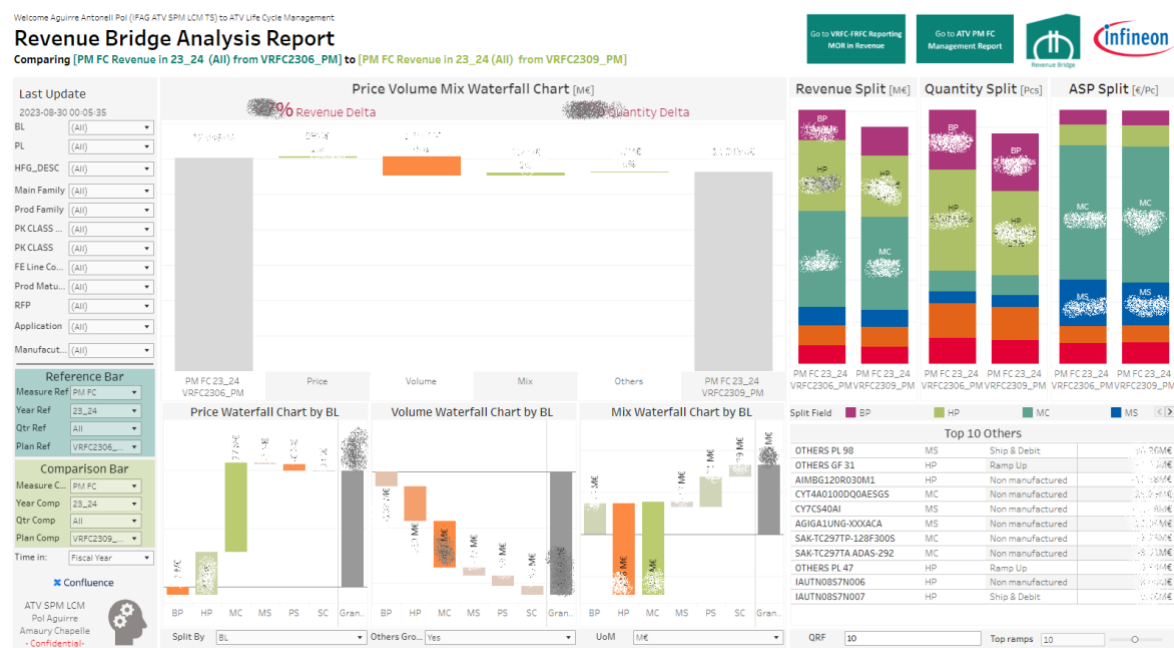 Welcome Aguirre Antonell Pol (IFAG ATV SPM LCM TS) to ATV Life Cycle Management
Revenue Bridge Analysis Report
Comparing [PM FC Revenue in 23_24 (All) from VRFC2306_PM] to [PM FC Revenue in 23_24 (All) from VRFC2309_PM]
Go to VRFC-FRFC Reporting MOR in Revenue
Go to ATV PM FC Management Report
Revenue Bridge
infineon
Last Update
2023-08-30 00:05:35
BL (All)
PL (All)
HFG_DESC (All)
Main Family (All)
Prod Family (All)
PK CLASS ... (All)
PK CLASS (All)
FE Line Co... (All)
Prod Matu... (All)
RFP (All)
Application (All)
Manufacut... (All)
Reference Bar
Measure Ref PM FC
Year Ref 23_24
Qtr Ref All
Plan Ref VRFC2306_...
Comparison Bar
Measure C... PM FC
Year Comp 23_24
Qtr Comp All
Plan Comp VRFC2309_...
Time in: Fiscal Year
Confluence
ATV SPM LCM
Pol Aguirre
Amaury Chapelle
- Confidential-
Price Volume Mix Waterfall Chart [M€]
% Revenue Delta
Quantity Delta
PM FC 23_24 VRFC2306_PM
Price
Volume
Mix
Others
PM FC 23_24 VRFC2309_PM
Price Waterfall Chart by BL
M€
BP HP MC MS PS SC Gran..
Volume Waterfall Chart by BL
M€
BP HP MC MS PS SC Gran..
Mix Waterfall Chart by BL
M€
BP HP MC MS PS SC Gran..
Split By BL
Others Gro... Yes
UoM M€
Revenue Split [M€]
BP
HP
MC
MC
PM FC 23_24 VRFC2306_PM
PM FC 23_24 VRFC2309_PM
Quantity Split [Pcs]
BP
BP
HP
HP
PM FC 23_24 VRFC2306_PM
PM FC 23_24 VRFC2309_PM
ASP Split [€/Pc]
MC
MC
MS
MS
PM FC 23_24 VRFC2306_PM
PM FC 23_24 VRFC2309_PM
Split Field BP HP MC MS
Top 10 Others
OTHERS PL 98 MS Ship & Debit
OTHERS GF 31 HP Ramp Up
AIMBG120R030M1 HP Non manufactured
CYT4A0100DQ0AESGS MC Non manufactured
CY7CS40AI MS Non manufactured
AGIGA1UNG-XXXACA MS Non manufactured
SAK-TC297TP-128F300S MC Non manufactured
SAK-TC297TA ADAS-292 MC Non manufactured
OTHERS PL 47 HP Ramp Up
IAUTN08S7N006 HP Non manufactured
IAUTN08S7N007 HP Ship & Debit
QRF 10
Top ramps 10